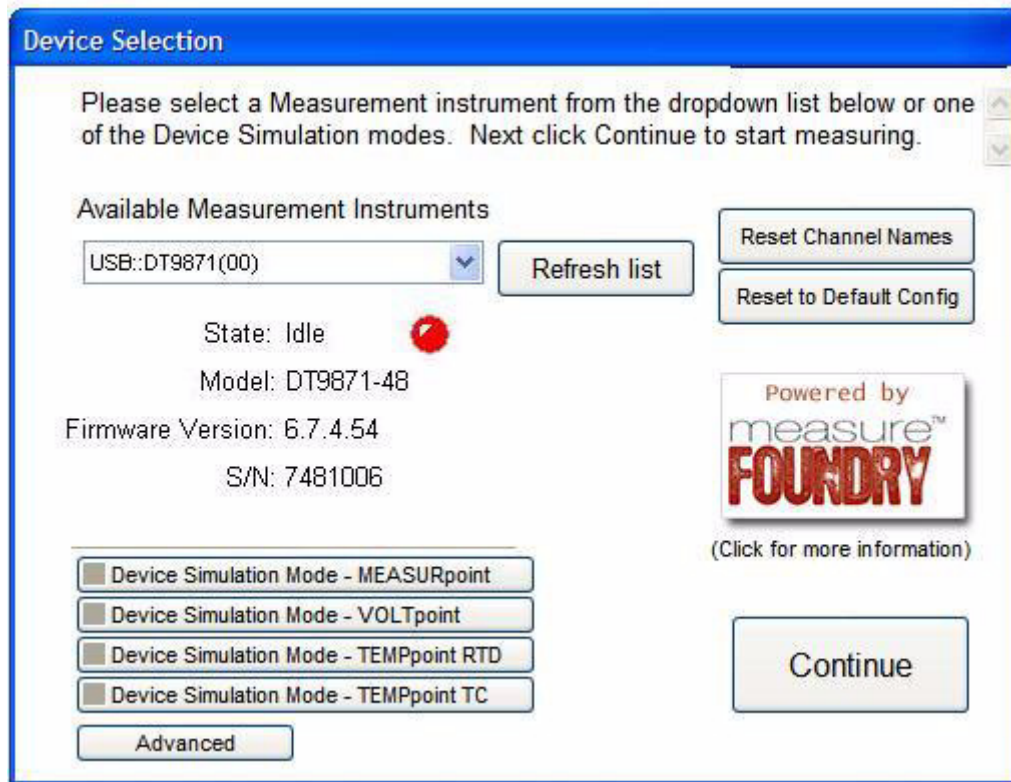 Device Selection
Please select a Measurement instrument from the dropdown list below or one
of the Device Simulation modes.  Next click Continue to start measuring.
Available Measurement Instruments
USB::DT9871(00)
Refresh list
Reset Channel Names
Reset to Default Config
State: Idle
Model: DT9871-48
Firmware Version: 6.7.4.54
S/N: 7481006
Powered by
measure™
FOUNDRY
(Click for more information)
Device Simulation Mode - MEASURpoint
Device Simulation Mode - VOLTpoint
Device Simulation Mode - TEMPpoint RTD
Device Simulation Mode - TEMPpoint TC
Advanced
Continue